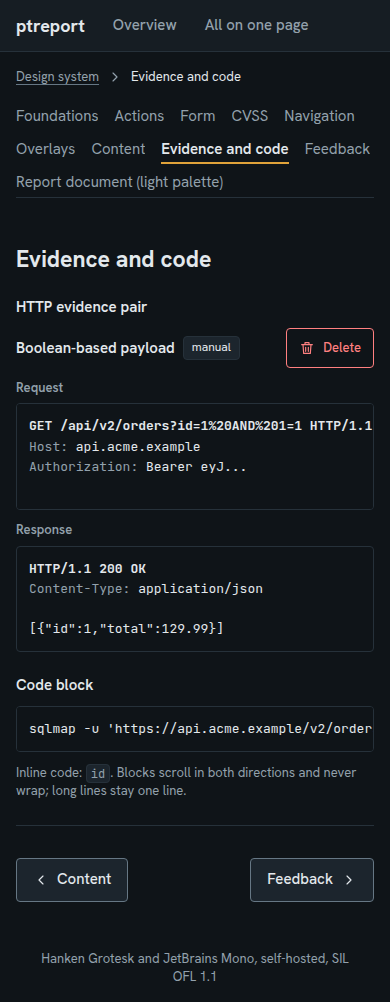 ptreport Overview All on one page
Design system > Evidence and code
Foundations Actions Form CVSS Navigation
Overlays Content Evidence and code Feedback
Report document (light palette)
Evidence and code
HTTP evidence pair
Boolean-based payload manual Delete
Request
GET /api/v2/orders?id=1%20AND%201=1 HTTP/1.1
Host: api.acme.example
Authorization: Bearer eyJ...
Response
HTTP/1.1 200 OK
Content-Type: application/json
[{"id":1,"total":129.99}]
Code block
sqlmap -u 'https://api.acme.example/v2/order
Inline code: id. Blocks scroll in both directions and never
wrap; long lines stay one line.
Content Feedback
Hanken Grotesk and JetBrains Mono, self-hosted, SIL
OFL 1.1